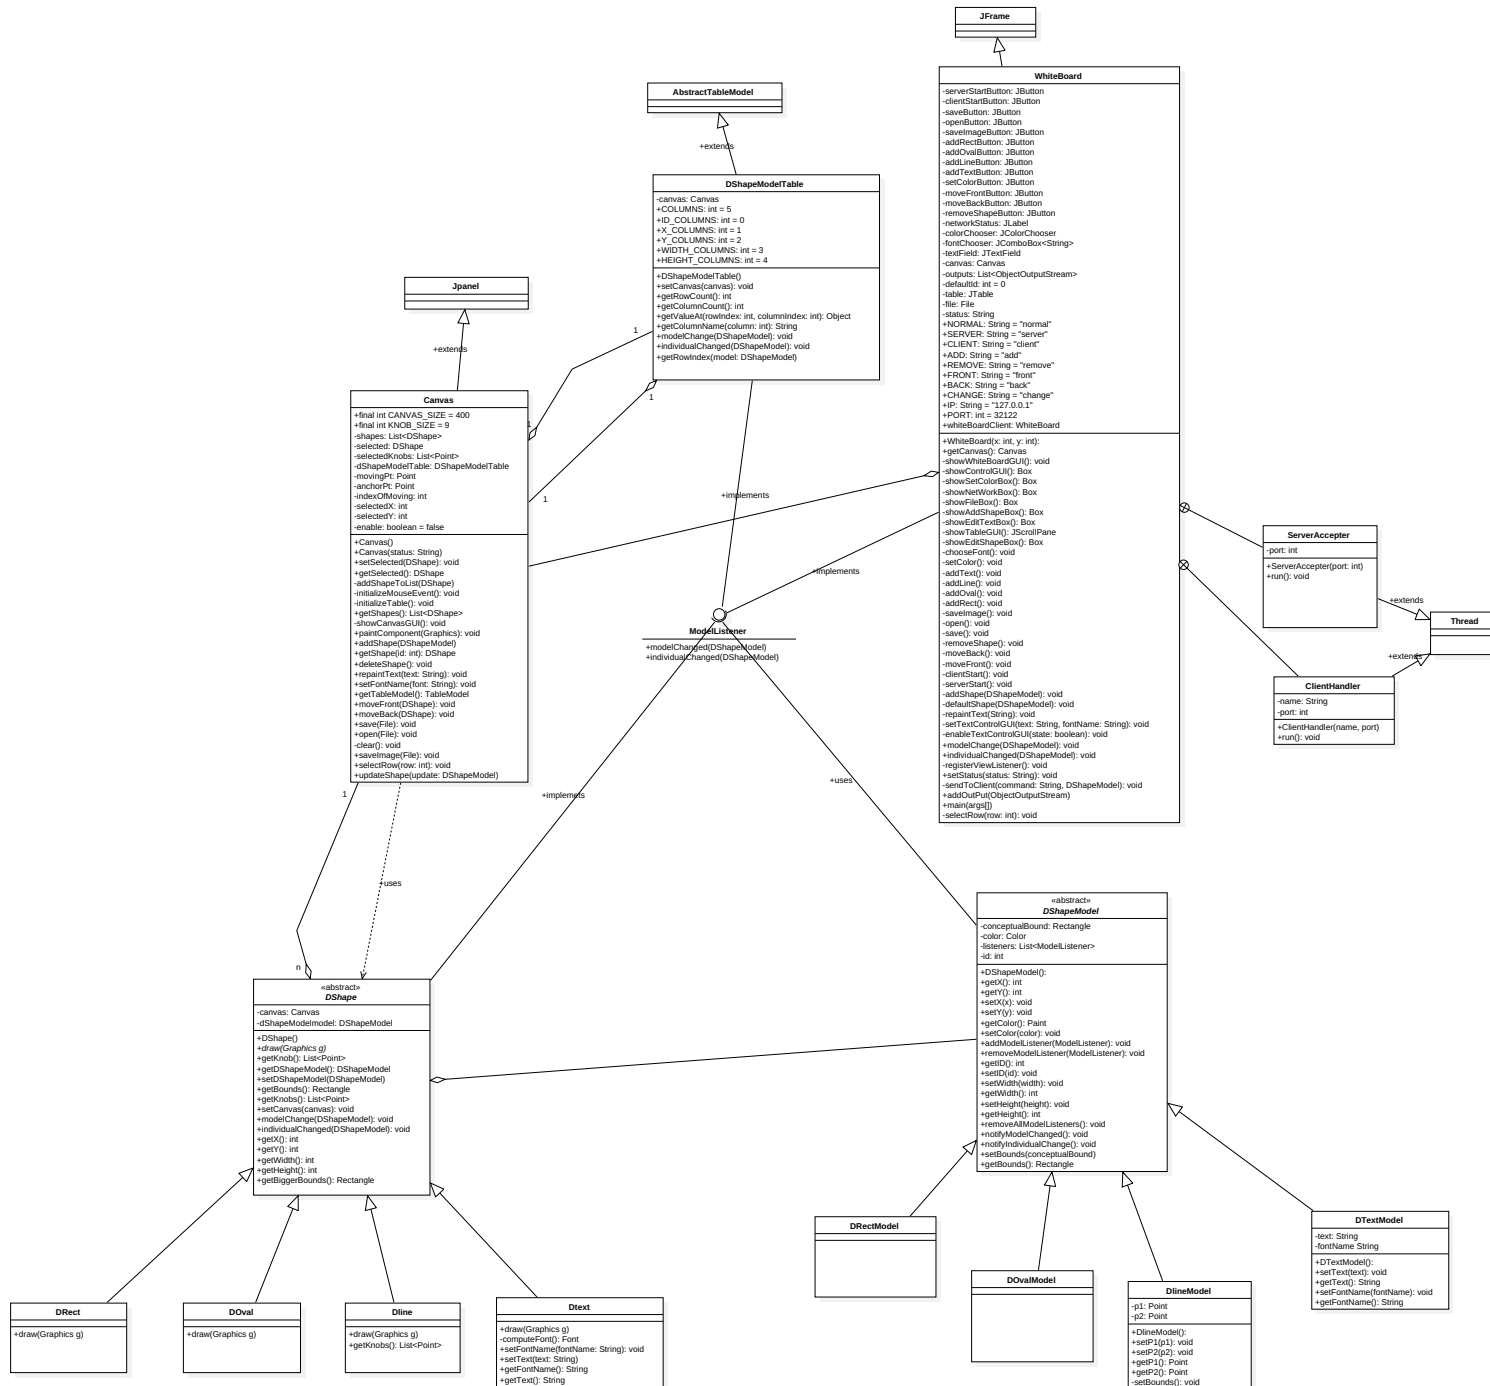 JFrame
WhiteBoard
-serverStartButton: JButton
-clientStartButton: JButton
-saveButton: JButton
-openButton: JButton
-saveImageButton: JButton
-addRectButton: JButton
-addOvalButton: JButton
-addLineButton: JButton
-addTextButton: JButton
-setColorButton: JButton
-moveFrontButton: JButton
-moveBackButton: JButton
-removeShapeButton: JButton
-networkStatus: JLabel
-colorChooser: JColorChooser
-fontChooser: JComboBox<String>
-textField: JTextField
-canvas: Canvas
-outputs: List<ObjectOutputStream>
-defaultId: int = 0
-table: JTable
-file: File
-status: String
+NORMAL: String = "normal"
+SERVER: String = "server"
+CLIENT: String = "client"
+ADD: String = "add"
+REMOVE: String = "remove"
+FRONT: String = "front"
+BACK: String = "back"
+CHANGE: String = "change"
+IP: String = "127.0.0.1"
+PORT: int = 32122
+whiteBoardClient: WhiteBoard
+WhiteBoard(x: int, y: int):
+getCanvas(): Canvas
-showWhiteBoardGUI(): void
-showControlGUI(): Box
-showSetColorBox(): Box
-showNetWorkBox(): Box
-showFileBox(): Box
-showAddShapeBox(): Box
-showEditTextBox(): Box
-showTableGUI(): JScrollPane
-showEditShapeBox(): Box
-chooseFont(): void
-setColor(): void
-addText(): void
-addLine(): void
-addOval(): void
-addRect(): void
-saveImage(): void
-open(): void
-save(): void
-removeShape(): void
-moveBack(): void
-moveFront(): void
-clientStart(): void
-serverStart(): void
-addShape(DShapeModel): void
-defaultShape(DShapeModel): void
-repaintText(String): void
-setTextControlGUI(text: String, fontName: String): void
-enableTextControlGUI(state: boolean): void
+modelChange(DShapeModel): void
+individualChanged(DShapeModel): void
-registerViewListener(): void
+setStatus(status: String): void
-sendToClient(command: String, DShapeModel): void
+addOutPut(ObjectOutputStream)
+main(args[])
-selectRow(row: int): void
AbstractTableModel
+extends
DShapeModelTable
-canvas: Canvas
+COLUMNS: int = 5
+ID_COLUMNS: int = 0
+X_COLUMNS: int = 1
+Y_COLUMNS: int = 2
+WIDTH_COLUMNS: int = 3
+HEIGHT_COLUMNS: int = 4
+DShapeModelTable()
+setCanvas(canvas): void
+getRowCount(): int
+getColumnCount(): int
+getValueAt(rowIndex: int, columnIndex: int): Object
+getColumnName(column: int): String
+modelChange(DShapeModel): void
+individualChanged(DShapeModel): void
+getRowIndex(model: DShapeModel)
Jpanel
+extends
1
1
1
1
Canvas
+final int CANVAS_SIZE = 400
+final int KNOB_SIZE = 9
-shapes: List<DShape>
-selected: DShape
-selectedKnobs: List<Point>
-dShapeModelTable: DShapeModelTable
-movingPt: Point
-anchorPt: Point
-indexOfMoving: int
-selectedX: int
-selectedY: int
-enable: boolean = false
+Canvas()
+Canvas(status: String)
+setSelected(DShape): void
+getSelected(): DShape
-addShapeToList(DShape)
-initializeMouseEvent(): void
-initializeTable(): void
+getShapes(): List<DShape>
-showCanvasGUI(): void
+paintComponent(Graphics): void
+addShape(DShapeModel)
+getShape(id: int): DShape
+deleteShape(): void
+repaintText(text: String): void
+setFontName(font: String): void
+getTableModel(): TableModel
+moveFront(DShape): void
+moveBack(DShape): void
+save(File): void
+open(File): void
-clear(): void
+saveImage(File): void
+selectRow(row: int): void
+updateShape(update: DShapeModel)
+implements
+implements
ModelListener
+modelChanged(DShapeModel)
+individualChanged(DShapeModel)
ServerAccepter
-port: int
+ServerAccepter(port: int)
+run(): void
+extends
Thread
+extends
ClientHandler
-name: String
-port: int
+ClientHandler(name, port)
+run(): void
1
+implemets
+uses
+uses
n
«abstract»
DShape
-canvas: Canvas
-dShapeModelmodel: DShapeModel
+DShape()
+draw(Graphics g)
+getKnob(): List<Point>
+getDShapeModel(): DShapeModel
+setDShapeModel(DShapeModel)
+getBounds(): Rectangle
+getKnobs(): List<Point>
+setCanvas(canvas): void
+modelChange(DShapeModel): void
+individualChanged(DShapeModel): void
+getX(): int
+getY(): int
+getWidth(): int
+getHeight(): int
+getBiggerBounds(): Rectangle
«abstract»
DShapeModel
-conceptualBound: Rectangle
-color: Color
-listeners: List<ModelListener>
-id: int
+DShapeModel():
+getX(): int
+getY(): int
+setX(x): void
+setY(y): void
+getColor(): Paint
+setColor(color): void
+addModelListener(ModelListener): void
+removeModelListener(ModelListener): void
+getID(): int
+setID(id): void
+setWidth(width): void
+getWidth(): int
+setHeight(height): void
+getHeight(): int
+removeAllModelListeners(): void
+notifyModelChanged(): void
+notifyIndividualChange(): void
+setBounds(conceptualBound)
+getBounds(): Rectangle
DRect
+draw(Graphics g)
DOval
+draw(Graphics g)
Dline
+draw(Graphics g)
+getKnobs(): List<Point>
Dtext
+draw(Graphics g)
-computeFont(): Font
+setFontName(fontName: String): void
+setText(text: String)
+getFontName(): String
+getText(): String
DRectModel
DOvalModel
DlineModel
-p1: Point
-p2: Point
+DlineModel():
+setP1(p1): void
+setP2(p2): void
+getP1(): Point
+getP2(): Point
-setBounds(): void
DTextModel
-text: String
-fontName String
+DTextModel():
+setText(text): void
+getText(): String
+setFontName(fontName): void
+getFontName(): String